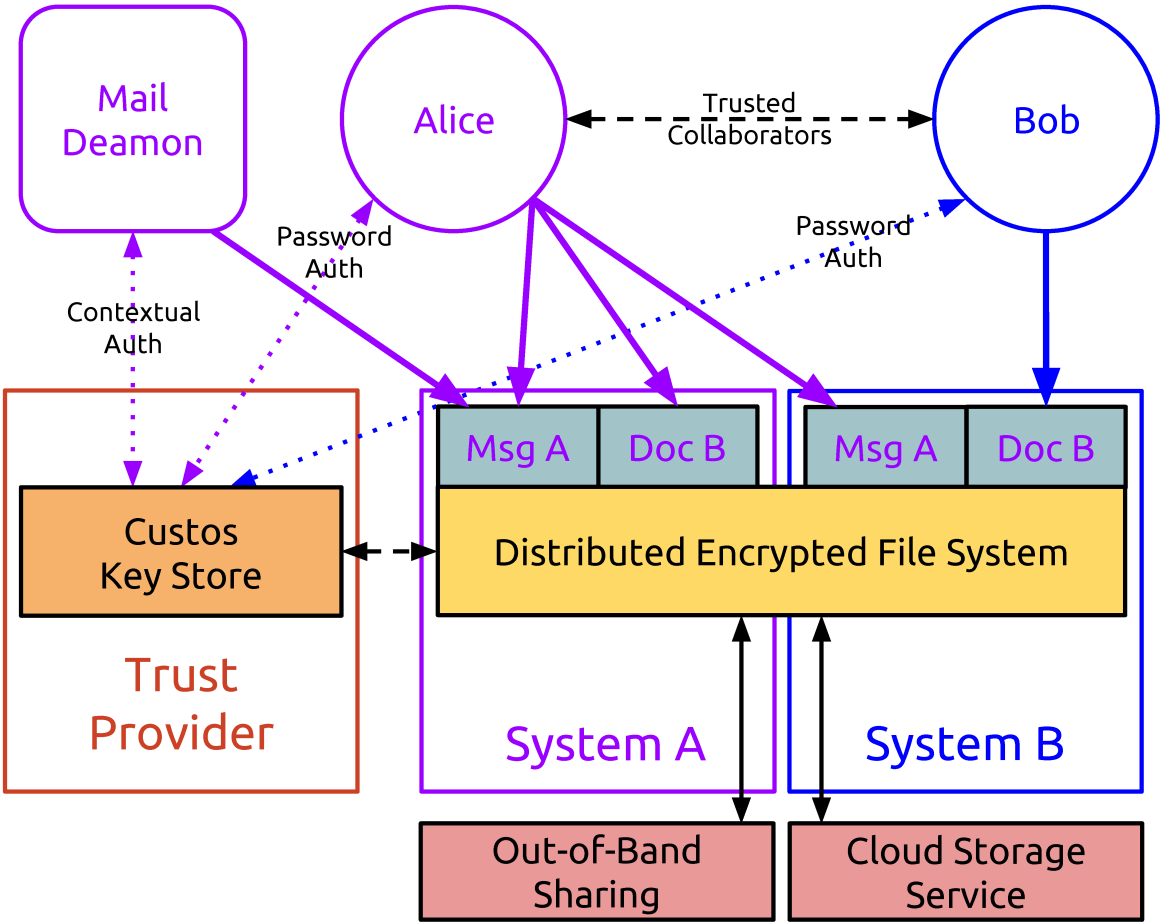 Mail
Deamon
Alice
Trusted
Collaborators
Bob
Password
Auth
Password
Auth
Contextual
Auth
Msg A
Doc B
Msg A
Doc B
Custos
Key Store
Distributed Encrypted File System
Trust
Provider
System A
System B
Out-of-Band
Sharing
Cloud Storage
Service